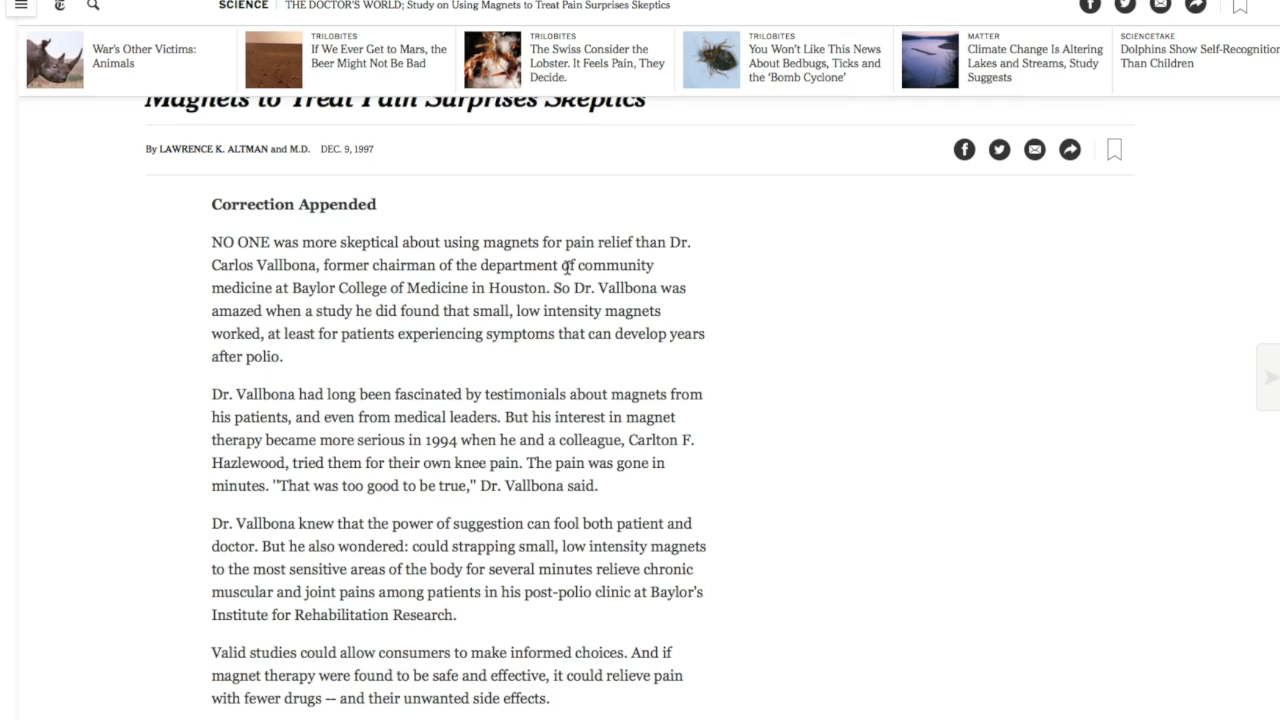 SCIENCE THE DOCTOR'S WORLD; Study on Using Magnets to Treat Pain Surprises Skeptics
War's Other Victims:
Animals
TRILOBITES
If We Ever Get to Mars, the
Beer Might Not Be Bad
TRILOBITES
The Swiss Consider the
Lobster. It Feels Pain, They
Decide.
TRILOBITES
You Won't Like This News
About Bedbugs, Ticks and
the 'Bomb Cyclone'
MATTER
Climate Change Is Altering
Lakes and Streams, Study
Suggests
SCIENCETAKE
Dolphins Show Self-Recognition
Than Children
Magnets to Treat Pain Surprises Skeptics
By LAWRENCE K. ALTMAN and M.D. DEC. 9, 1997
Correction Appended
NO ONE was more skeptical about using magnets for pain relief than Dr.
Carlos Vallbona, former chairman of the department of community
medicine at Baylor College of Medicine in Houston. So Dr. Vallbona was
amazed when a study he did found that small, low intensity magnets
worked, at least for patients experiencing symptoms that can develop years
after polio.
Dr. Vallbona had long been fascinated by testimonials about magnets from
his patients, and even from medical leaders. But his interest in magnet
therapy became more serious in 1994 when he and a colleague, Carlton F.
Hazlewood, tried them for their own knee pain. The pain was gone in
minutes. "That was too good to be true," Dr. Vallbona said.
Dr. Vallbona knew that the power of suggestion can fool both patient and
doctor. But he also wondered: could strapping small, low intensity magnets
to the most sensitive areas of the body for several minutes relieve chronic
muscular and joint pains among patients in his post-polio clinic at Baylor's
Institute for Rehabilitation Research.
Valid studies could allow consumers to make informed choices. And if
magnet therapy were found to be safe and effective, it could relieve pain
with fewer drugs -- and their unwanted side effects.